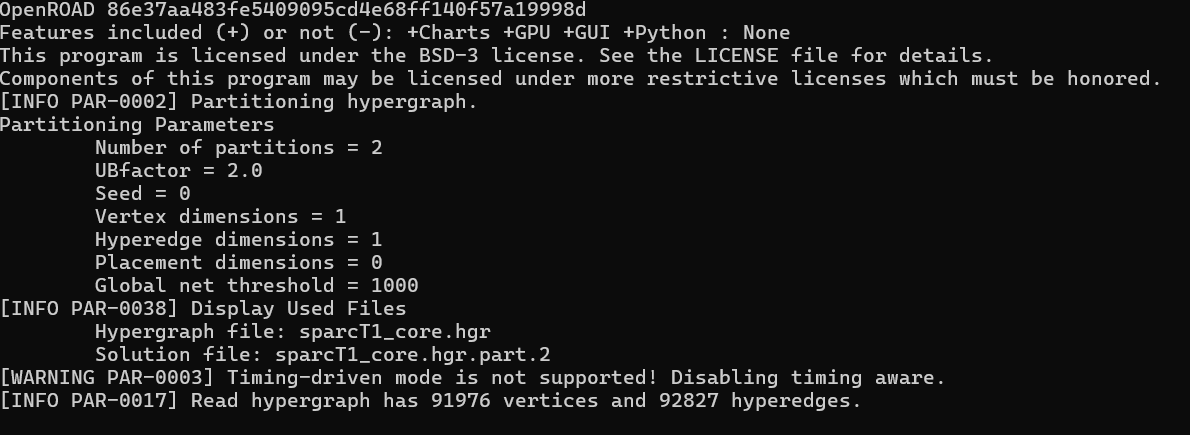 OpenROAD 86e37aa483fe5409095cd4e68ff140f57a19998d
Features included (+) or not (-): +Charts +GPU +GUI +Python : None
This program is licensed under the BSD-3 license. See the LICENSE file for details.
Components of this program may be licensed under more restrictive licenses which must be honored.
[INFO PAR-0002] Partitioning hypergraph.
Partitioning Parameters
Number of partitions = 2
UBfactor = 2.0
Seed = 0
Vertex dimensions = 1
Hyperedge dimensions = 1
Placement dimensions = 0
Global net threshold = 1000
[INFO PAR-0038] Display Used Files
Hypergraph file: sparcT1_core.hgr
Solution file: sparcT1_core.hgr.part.2
[WARNING PAR-0003] Timing-driven mode is not supported! Disabling timing aware.
[INFO PAR-0017] Read hypergraph has 91976 vertices and 92827 hyperedges.